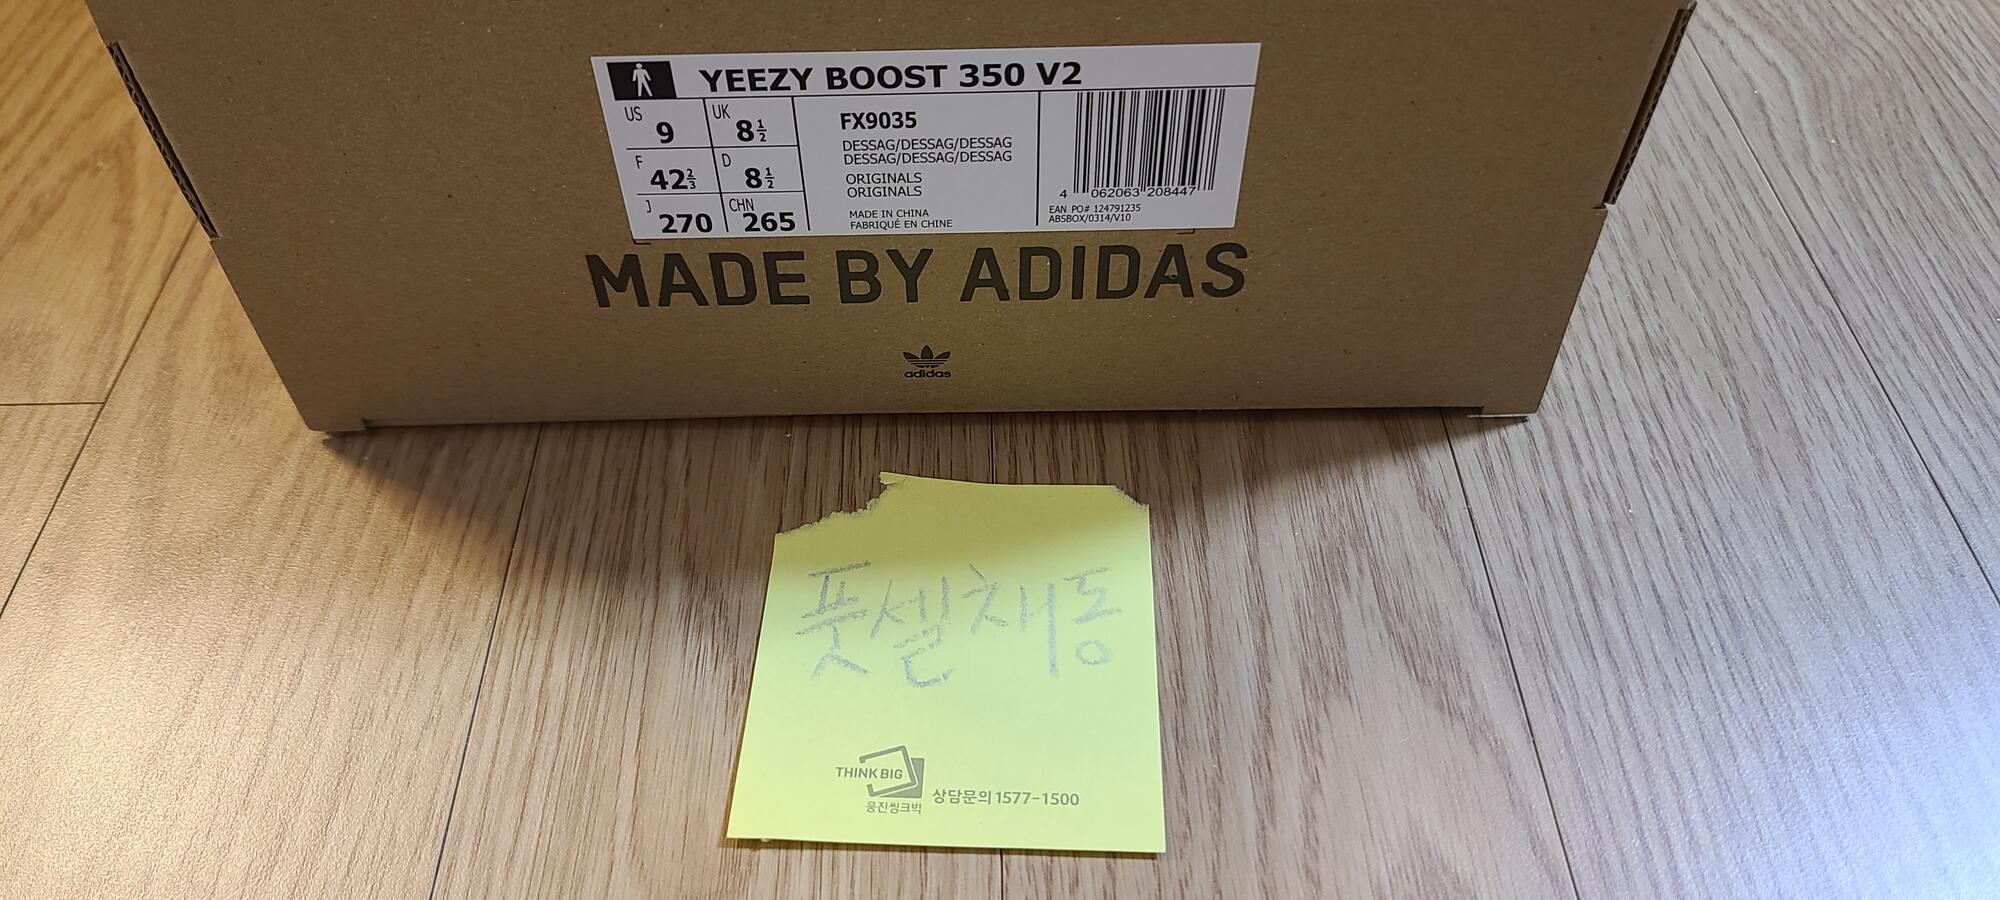 YEEZY BOOST 350 V2
US 9 UK 8½
F 42⅔ D 8½
J 270 CHN 265
FX9035
DESSAG/DESSAG/DESSAG
DESSAG/DESSAG/DESSAG
ORIGINALS
ORIGINALS
MADE IN CHINA
FABRIQUÉ EN CHINE
4 062063 208447
EAN PO# 124791235
ABSBOX/0314/V10
MADE BY ADIDAS
adidas
풋셀 채동
THINK BIG
웅진씽크빅
상담문의 1577-1500